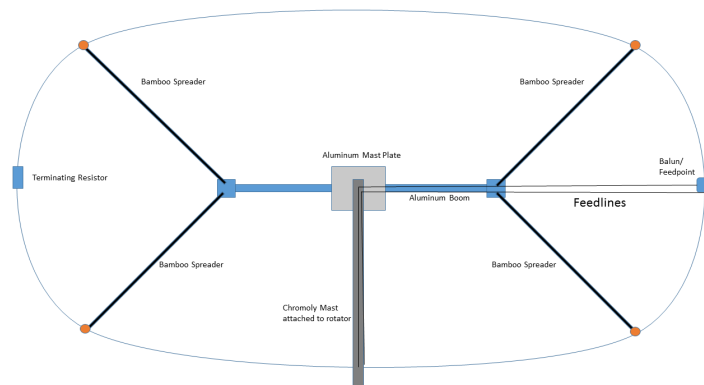 Bamboo Spreader
Bamboo Spreader
Aluminum Mast Plate
Balun/
Feedpoint
Terminating Resistor
Aluminum Boom
Feedlines
Bamboo Spreader
Bamboo Spreader
Chromoly Mast
attached to rotator